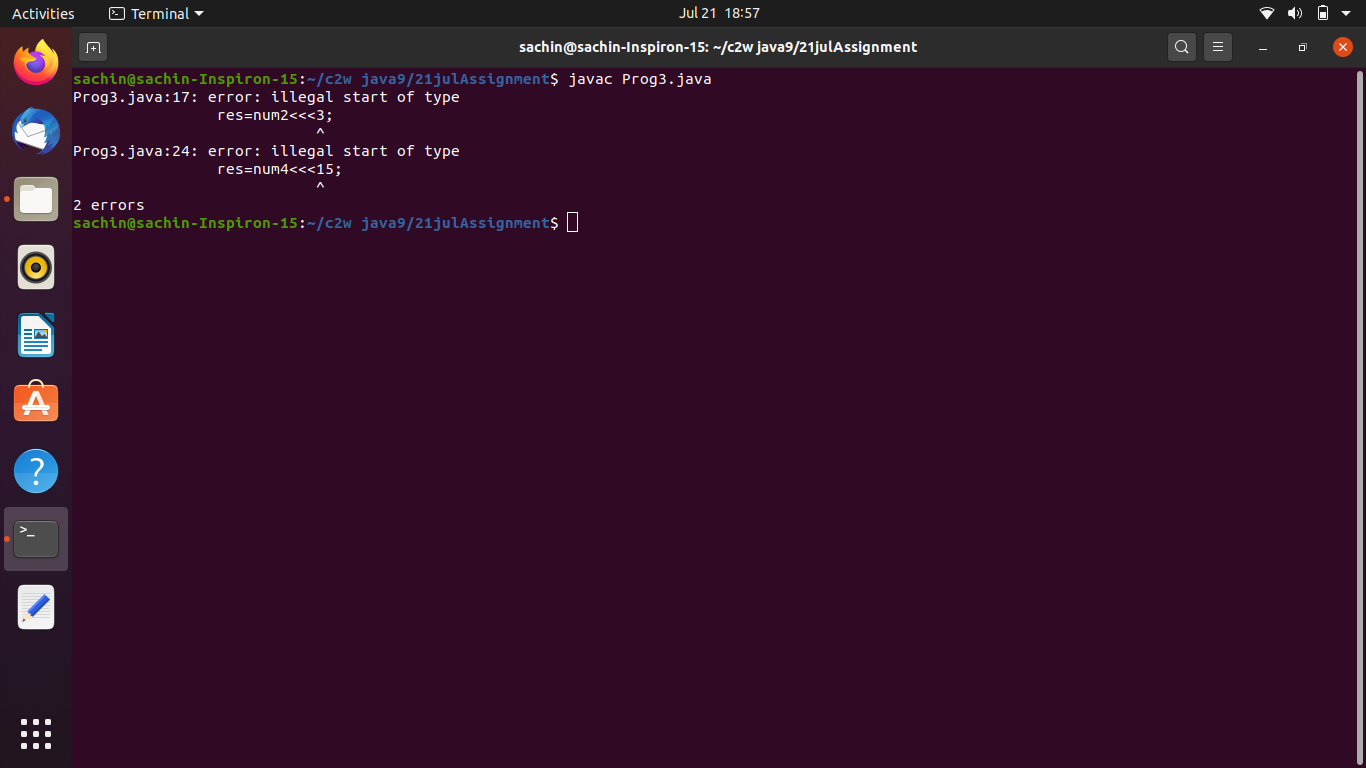 Activities
Terminal
Jul 21 18:57
sachin@sachin-Inspiron-15: ~/c2w java9/21julAssignment
sachin@sachin-Inspiron-15:~/c2w java9/21julAssignment$ javac Prog3.java
Prog3.java:17: error: illegal start of type
                res=num2<<<3;
                           ^
Prog3.java:24: error: illegal start of type
                res=num4<<<15;
                           ^
2 errors
sachin@sachin-Inspiron-15:~/c2w java9/21julAssignment$